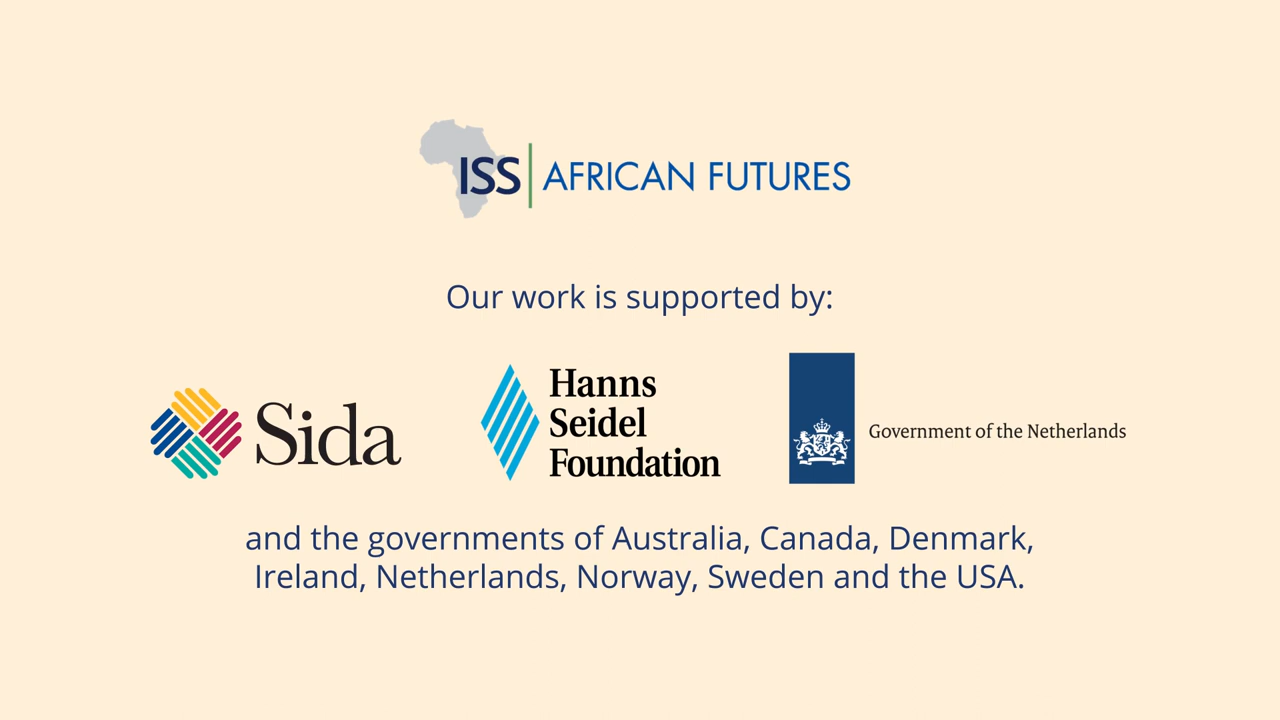 ISS AFRICAN FUTURES
Our work is supported by:
Sida
Hanns
Seidel
Foundation
Government of the Netherlands
and the governments of Australia, Canada, Denmark,
Ireland, Netherlands, Norway, Sweden and the USA.